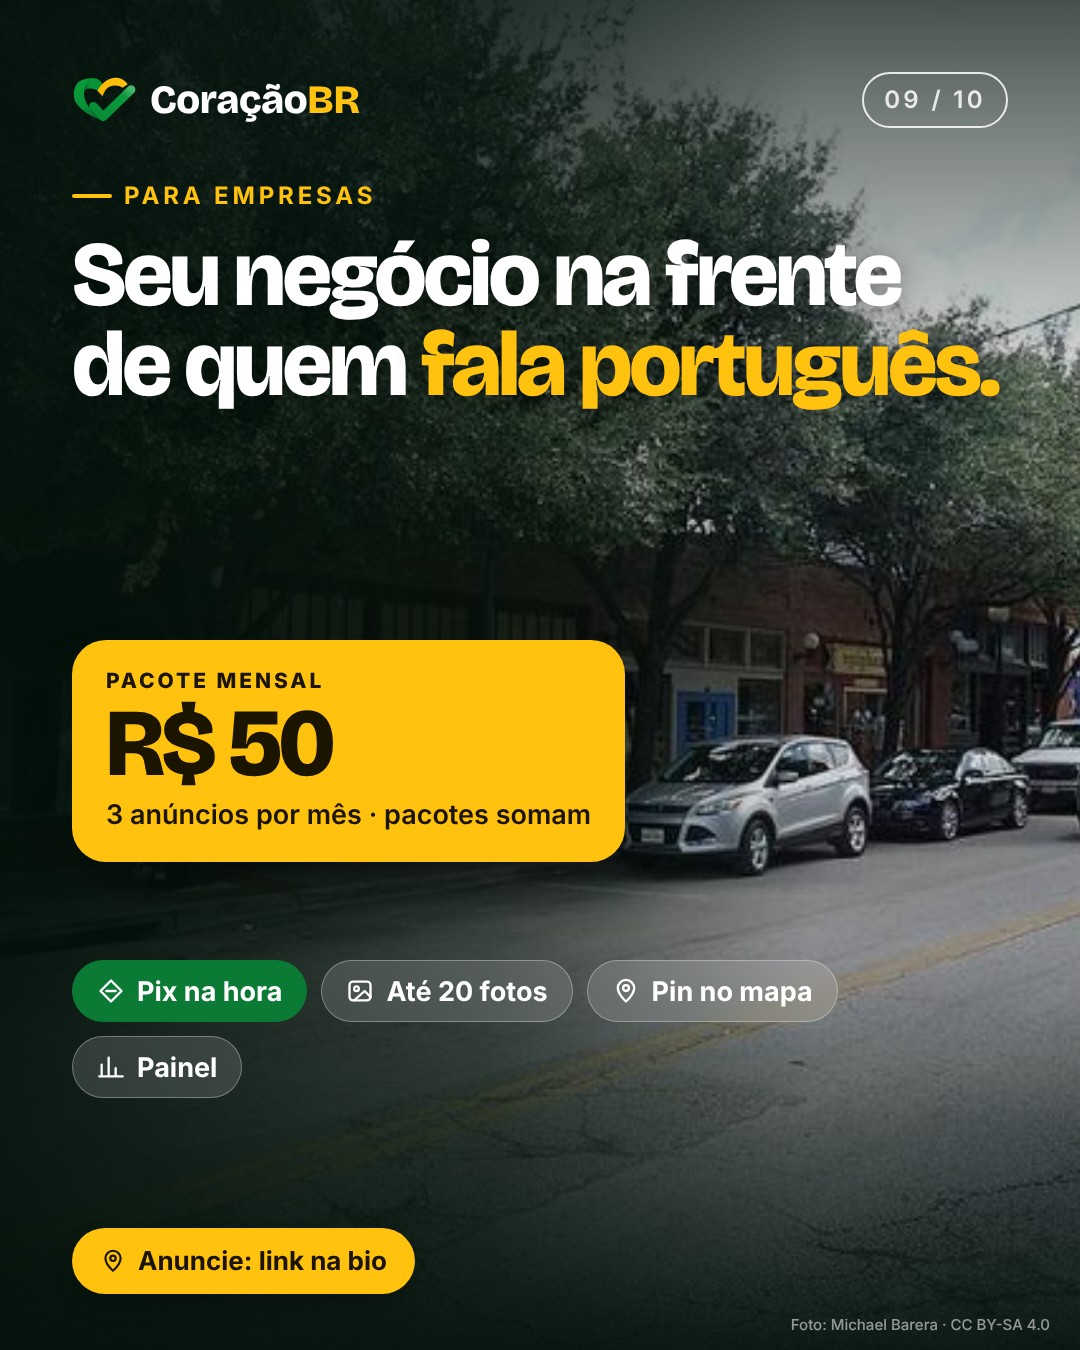 CoraçãoBR
09 / 10
PARA EMPRESAS
Seu negócio na frente
de quem fala português.
PACOTE MENSAL
R$ 50
3 anúncios por mês · pacotes somam
Pix na hora
Até 20 fotos
Pin no mapa
Painel
Anuncie: link na bio
Foto: Michael Barera · CC BY-SA 4.0